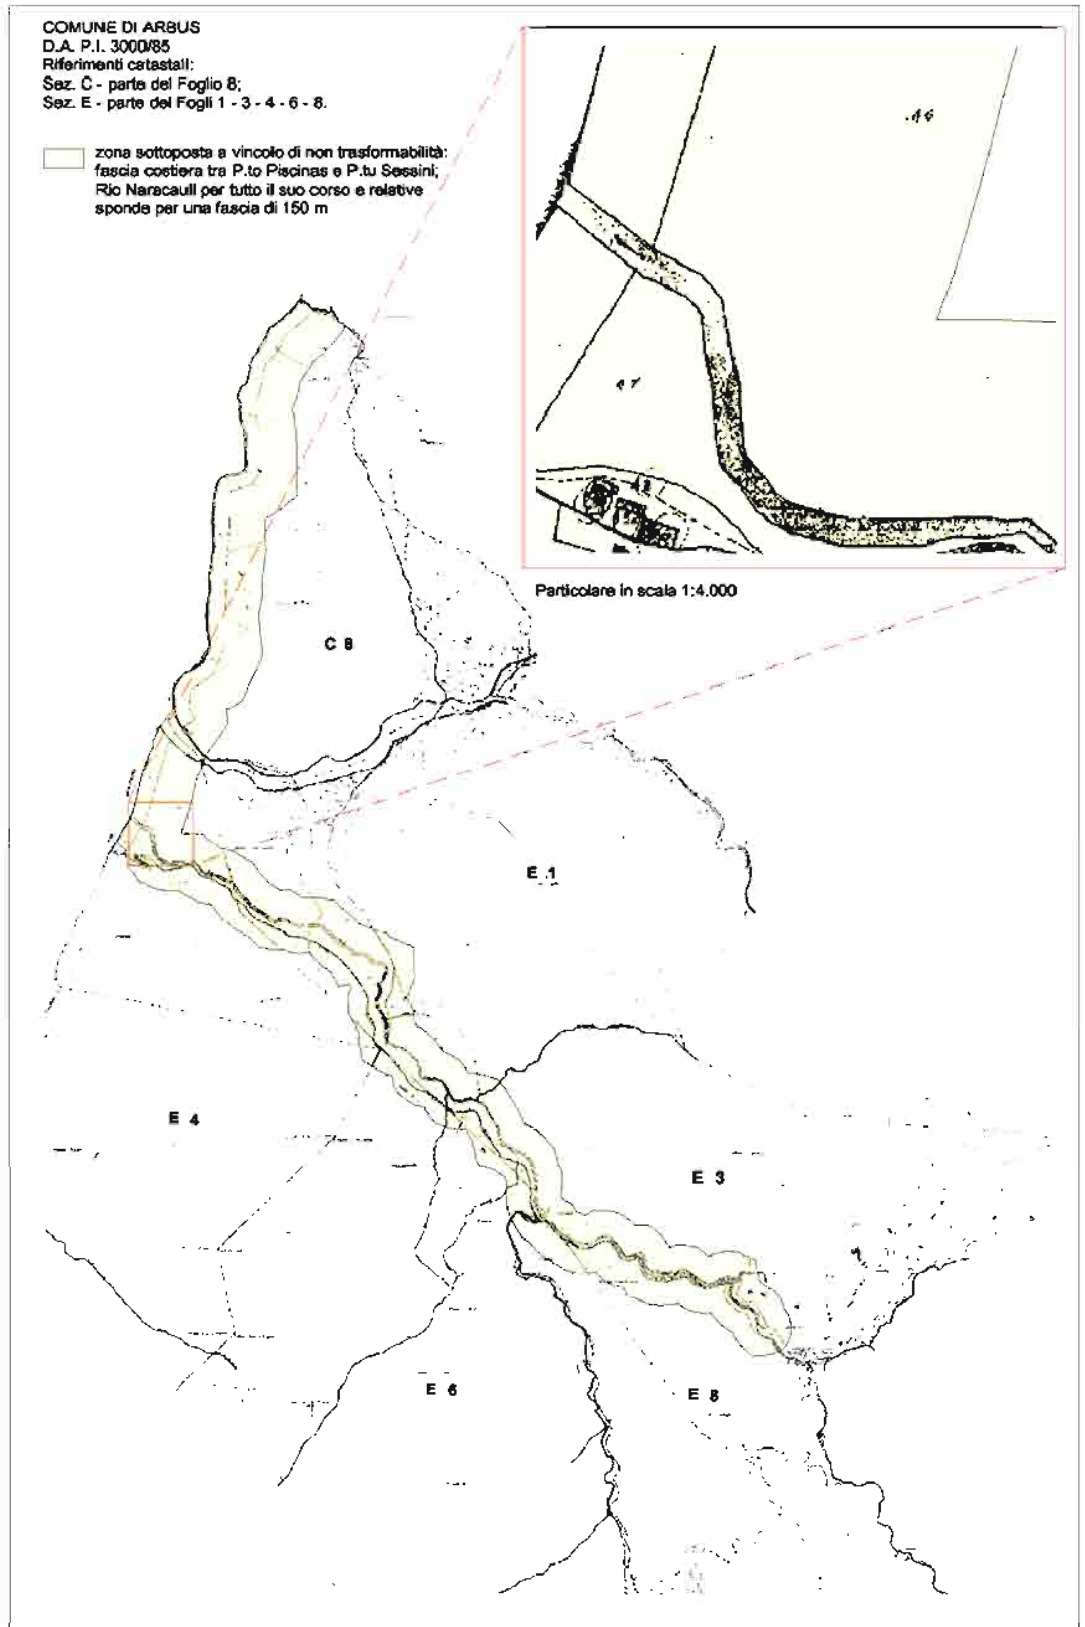 COMUNE DI ARBUS
D.A. P.I. 3000/85
Riferimenti catastali:
Sez. C - parte del Foglio 8;
Sez. E - parte del Fogli 1 - 3 - 4 - 6 - 8.
zona sottoposta a vincolo di non trasformabilità:
fascia costiera tra P.to Piscinas e P.tu Sessini;
Rio Naracauli per tutto il suo corso e relative
sponde per una fascia di 150 m
Particolare in scala 1:4.000
C 8
E 1
E 4
E 3
E 6
E 8